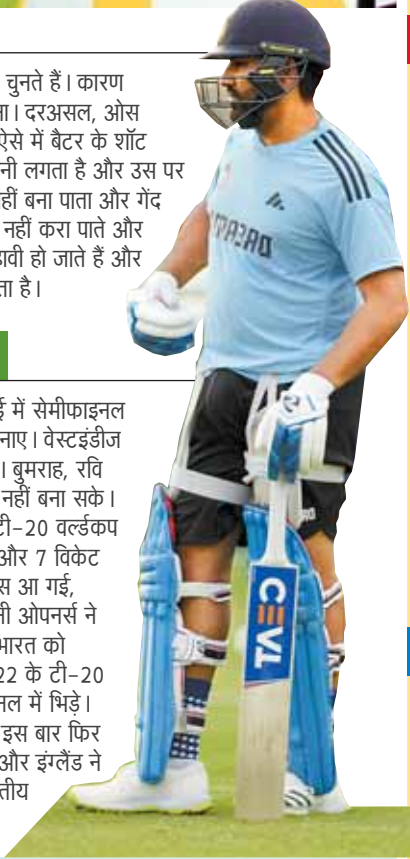 चुनते हैं। कारण
ना। दरअसल, ओस
ऐसे में बैटर के शॉट
नी लगता है और उस पर
हीं बना पाता और गेंद
नहीं करा पाते और
हावी हो जाते हैं और
ता है।
ई में सेमीफाइनल
नाए। वेस्टइंडीज
। बुमराह, रवि
नहीं बना सके।
टी-20 वर्ल्डकप
और 7 विकेट
स आ गई,
नी ओपनर्स ने
भारत को
22 के टी-20
नल में भिड़े।
इस बार फिर
और इंग्लैंड ने
तीय
CEVL